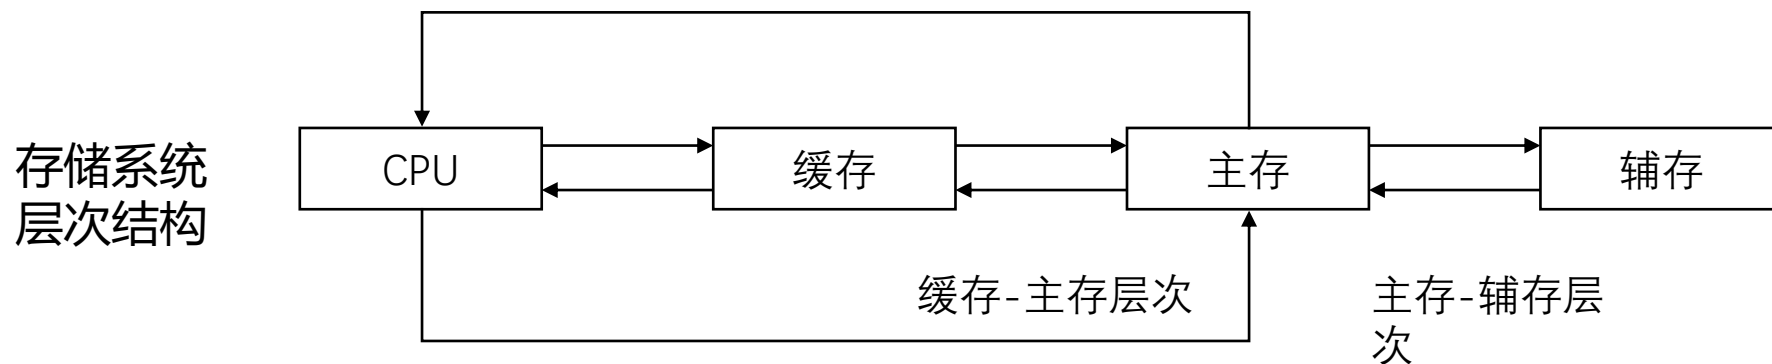 存储系统
层次结构
CPU
缓存
主存
辅存
缓存-主存层次
主存-辅存层
次